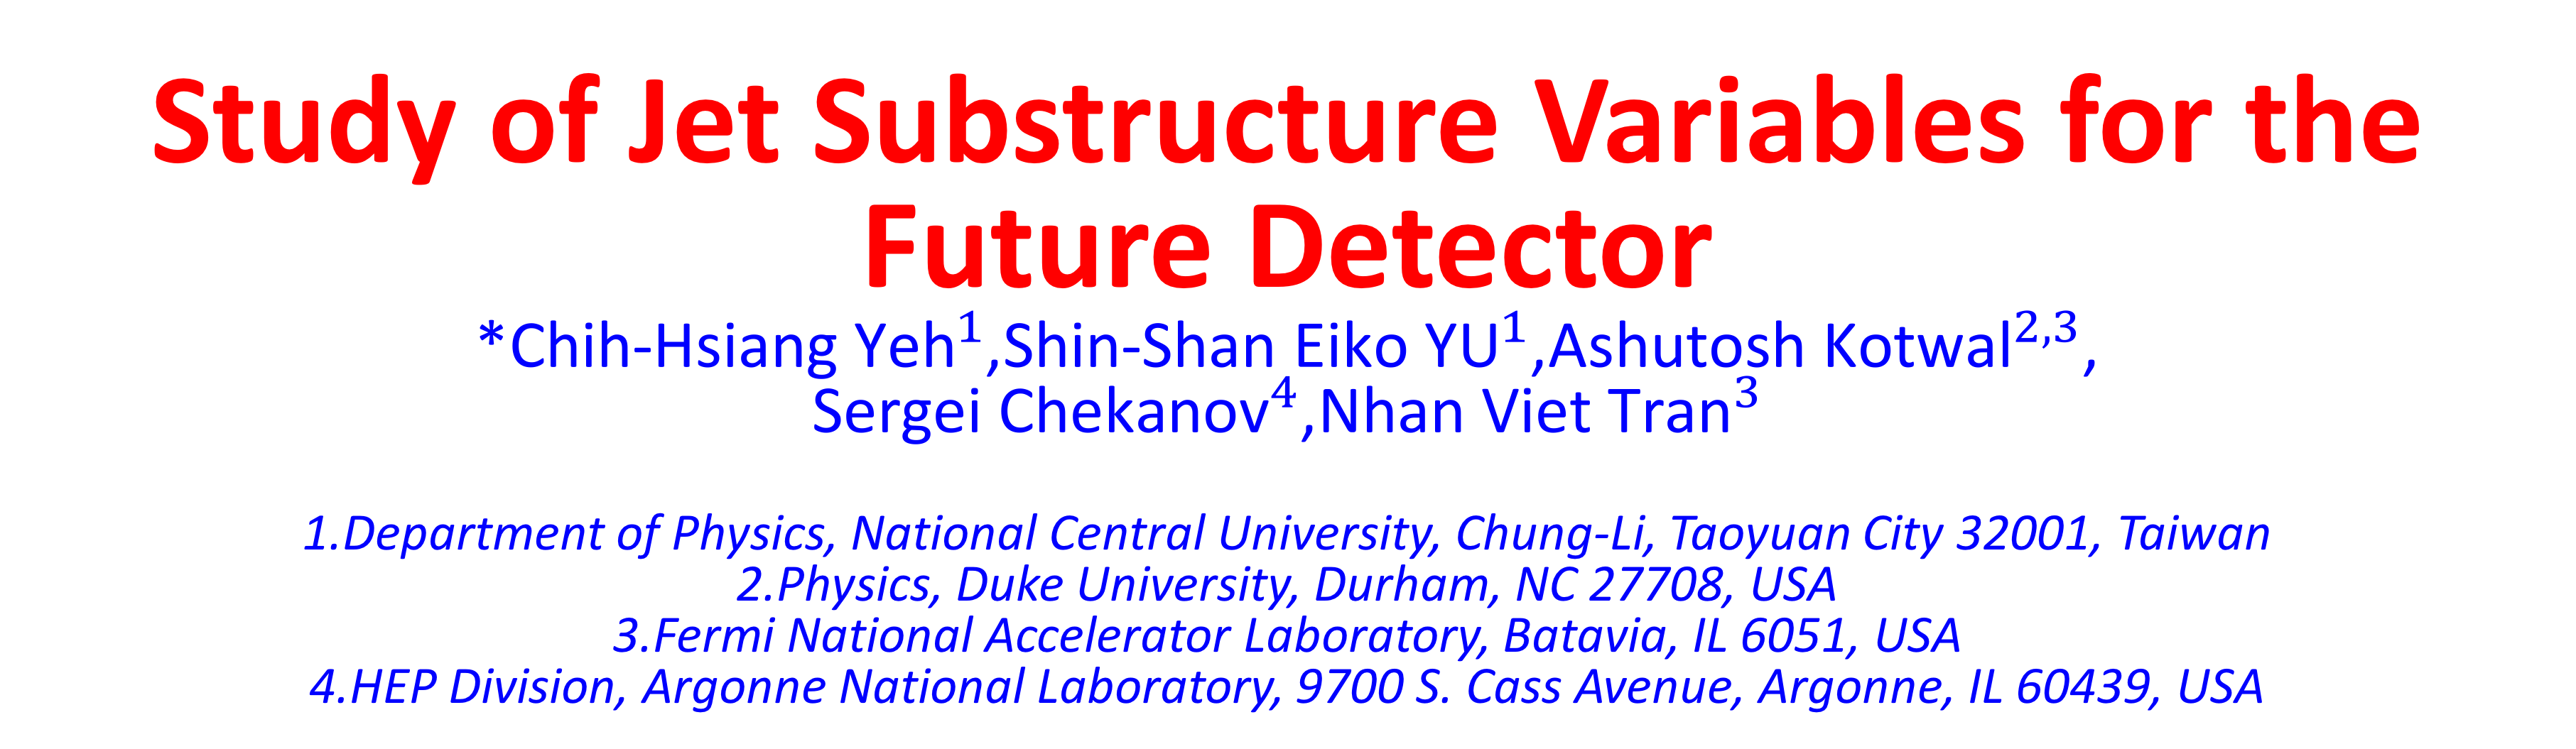 Study of Jet Substructure Variables for the
Future Detector
*Chih-Hsiang Yeh¹,Shin-Shan Eiko YU¹,Ashutosh Kotwal²,³,
Sergei Chekanov⁴,Nhan Viet Tran³
1.Department of Physics, National Central University, Chung-Li, Taoyuan City 32001, Taiwan
2.Physics, Duke University, Durham, NC 27708, USA
3.Fermi National Accelerator Laboratory, Batavia, IL 6051, USA
4.HEP Division, Argonne National Laboratory, 9700 S. Cass Avenue, Argonne, IL 60439, USA